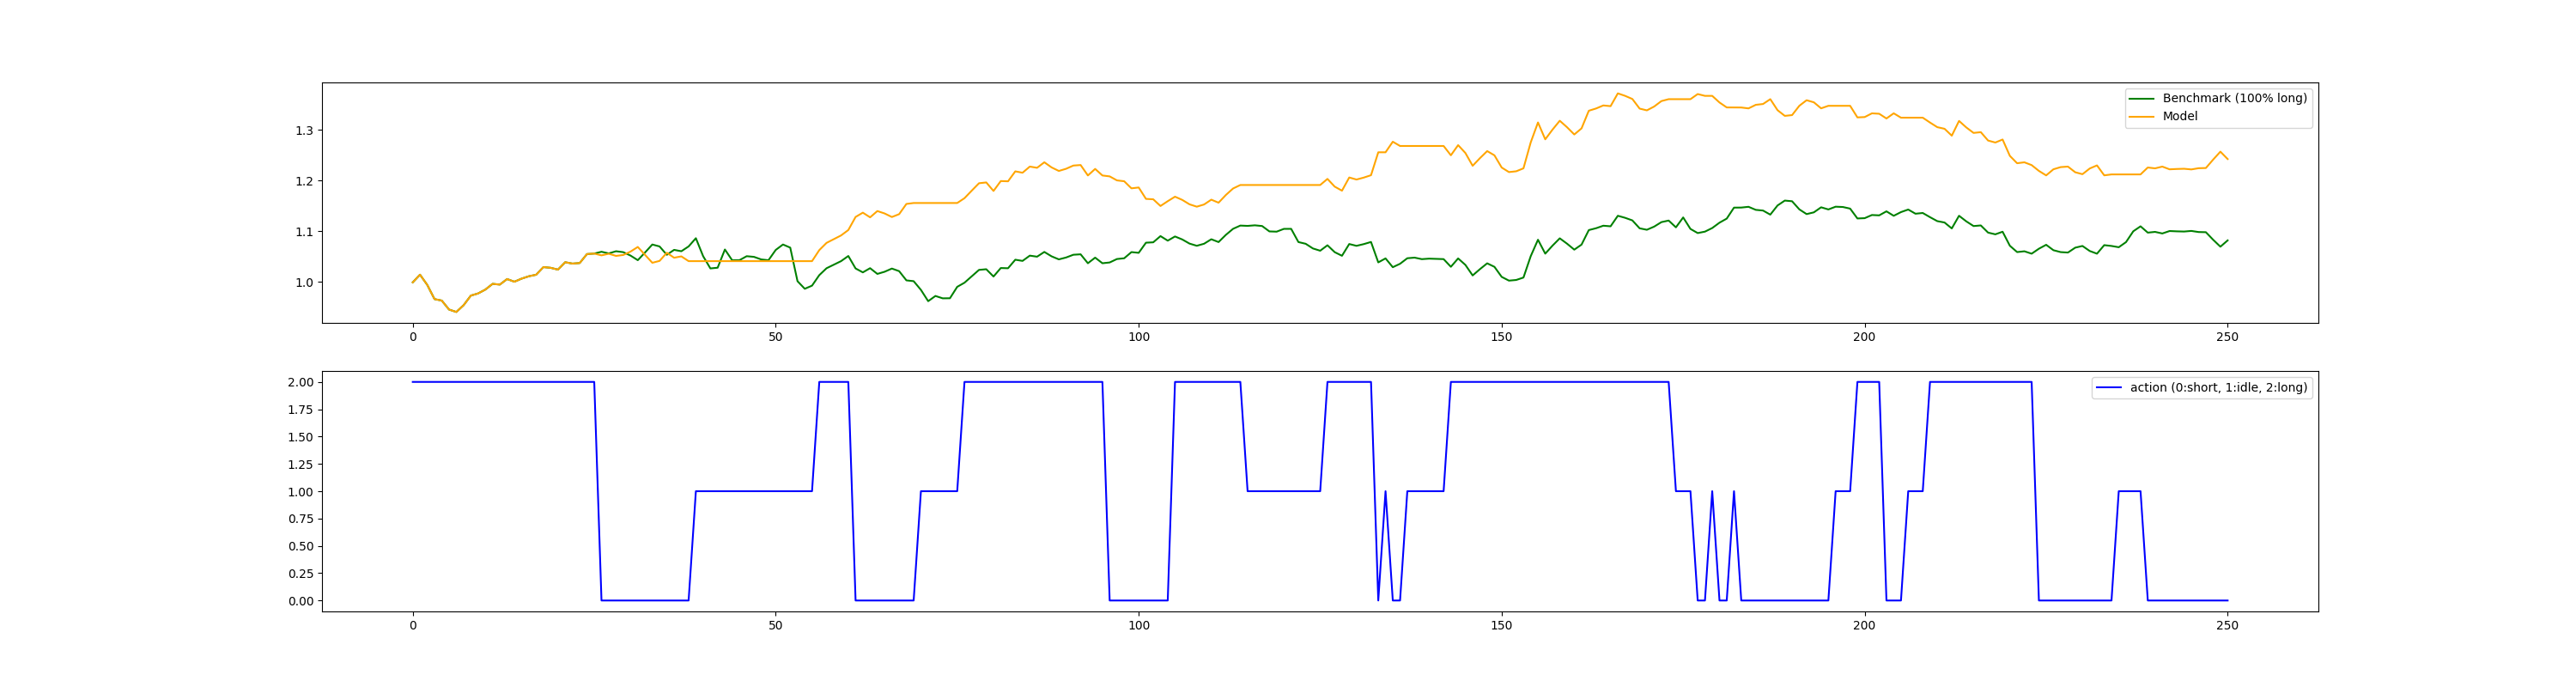 Benchmark (100% long)
Model
1.3
1.2
1.1
1.0
0 50 100 150 200 250
action (0:short, 1:idle, 2:long)
2.00
1.75
1.50
1.25
1.00
0.75
0.50
0.25
0.00
0 50 100 150 200 250